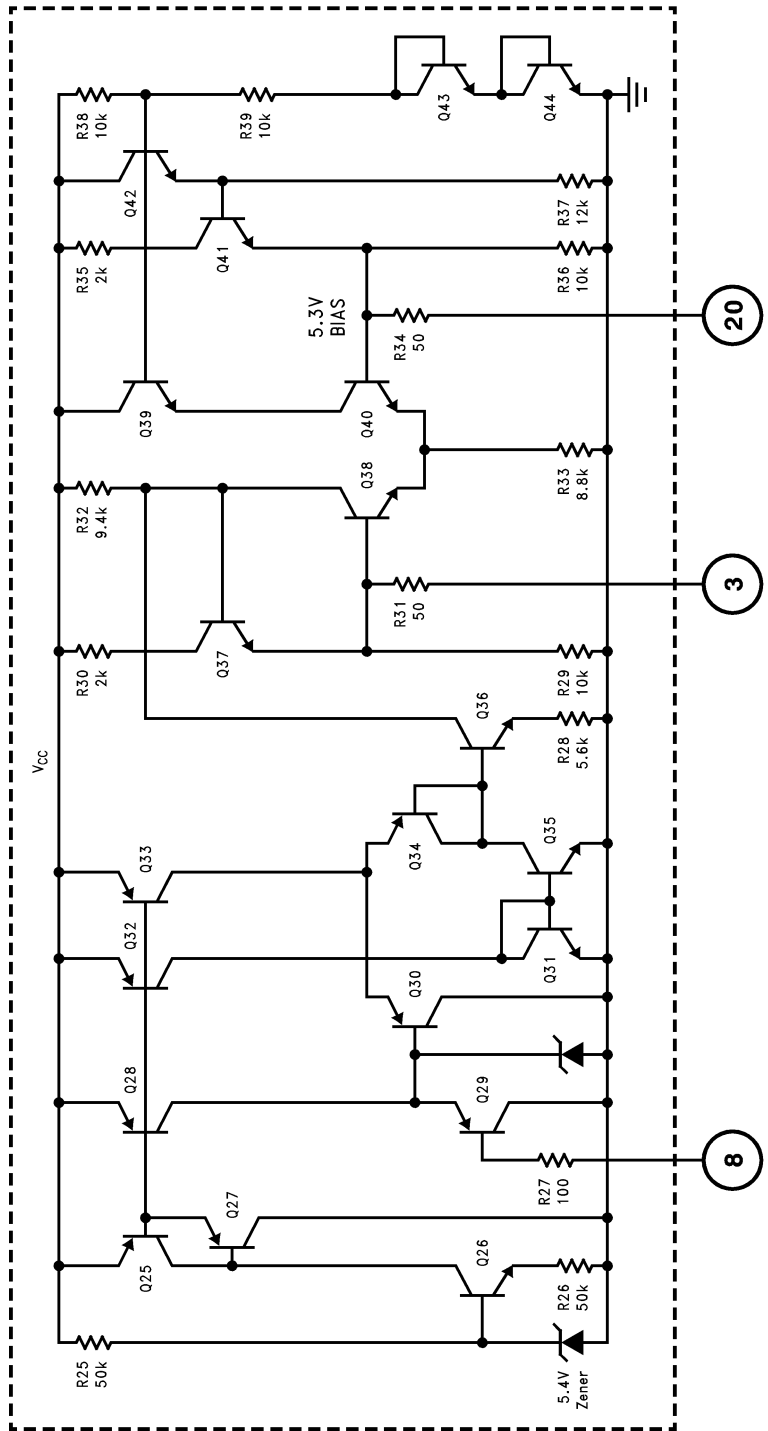 R38
10k
R39
10k
Q43
Q44
Q42
R37
12k
R35
2k
Q41
R36
10k
5.3V
BIAS
R34
50
20
Q39
Q40
R32
9.4k
Q38
R33
8.8k
R31
50
3
R30
2k
Q37
R29
10k
Q36
R28
5.6k
VCC
Q33
Q34
Q35
Q32
Q30
Q31
Q28
Q29
R27
100
8
Q27
Q25
Q26
R26
50k
R25
50k
5.4V
Zener